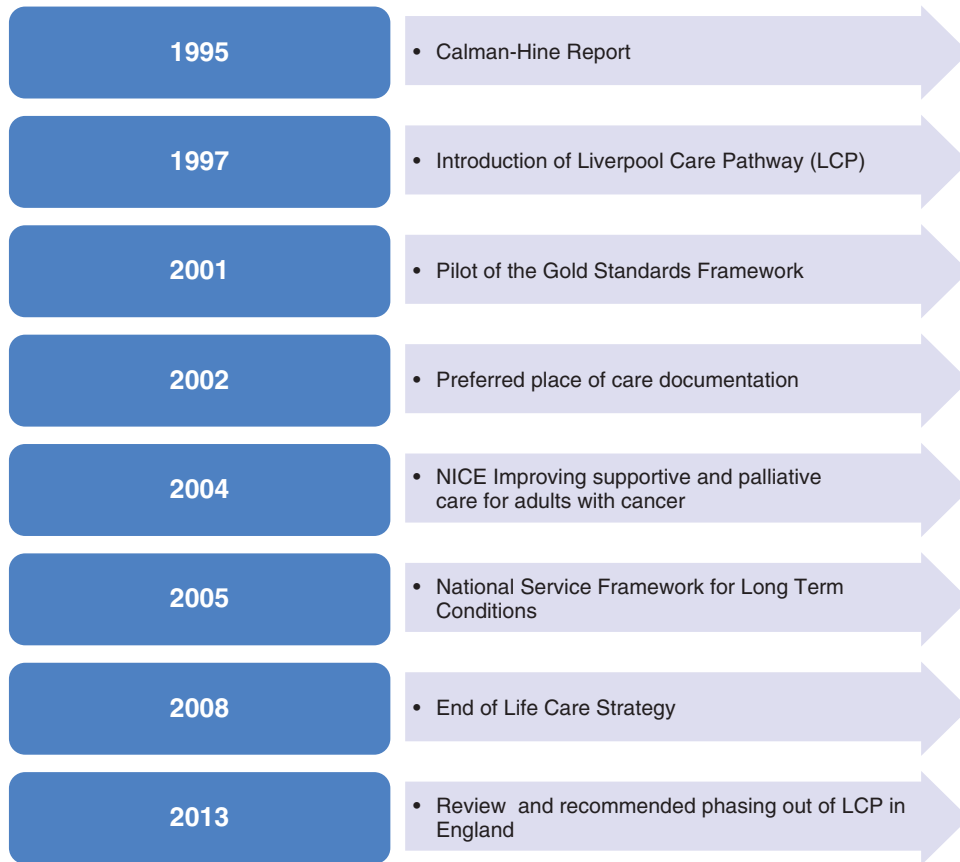 1995
• Calman-Hine Report
1997
• Introduction of Liverpool Care Pathway (LCP)
2001
• Pilot of the Gold Standards Framework
2002
• Preferred place of care documentation
2004
• NICE Improving supportive and palliative
care for adults with cancer
2005
• National Service Framework for Long Term
Conditions
2008
• End of Life Care Strategy
2013
• Review  and recommended phasing out of LCP in
England